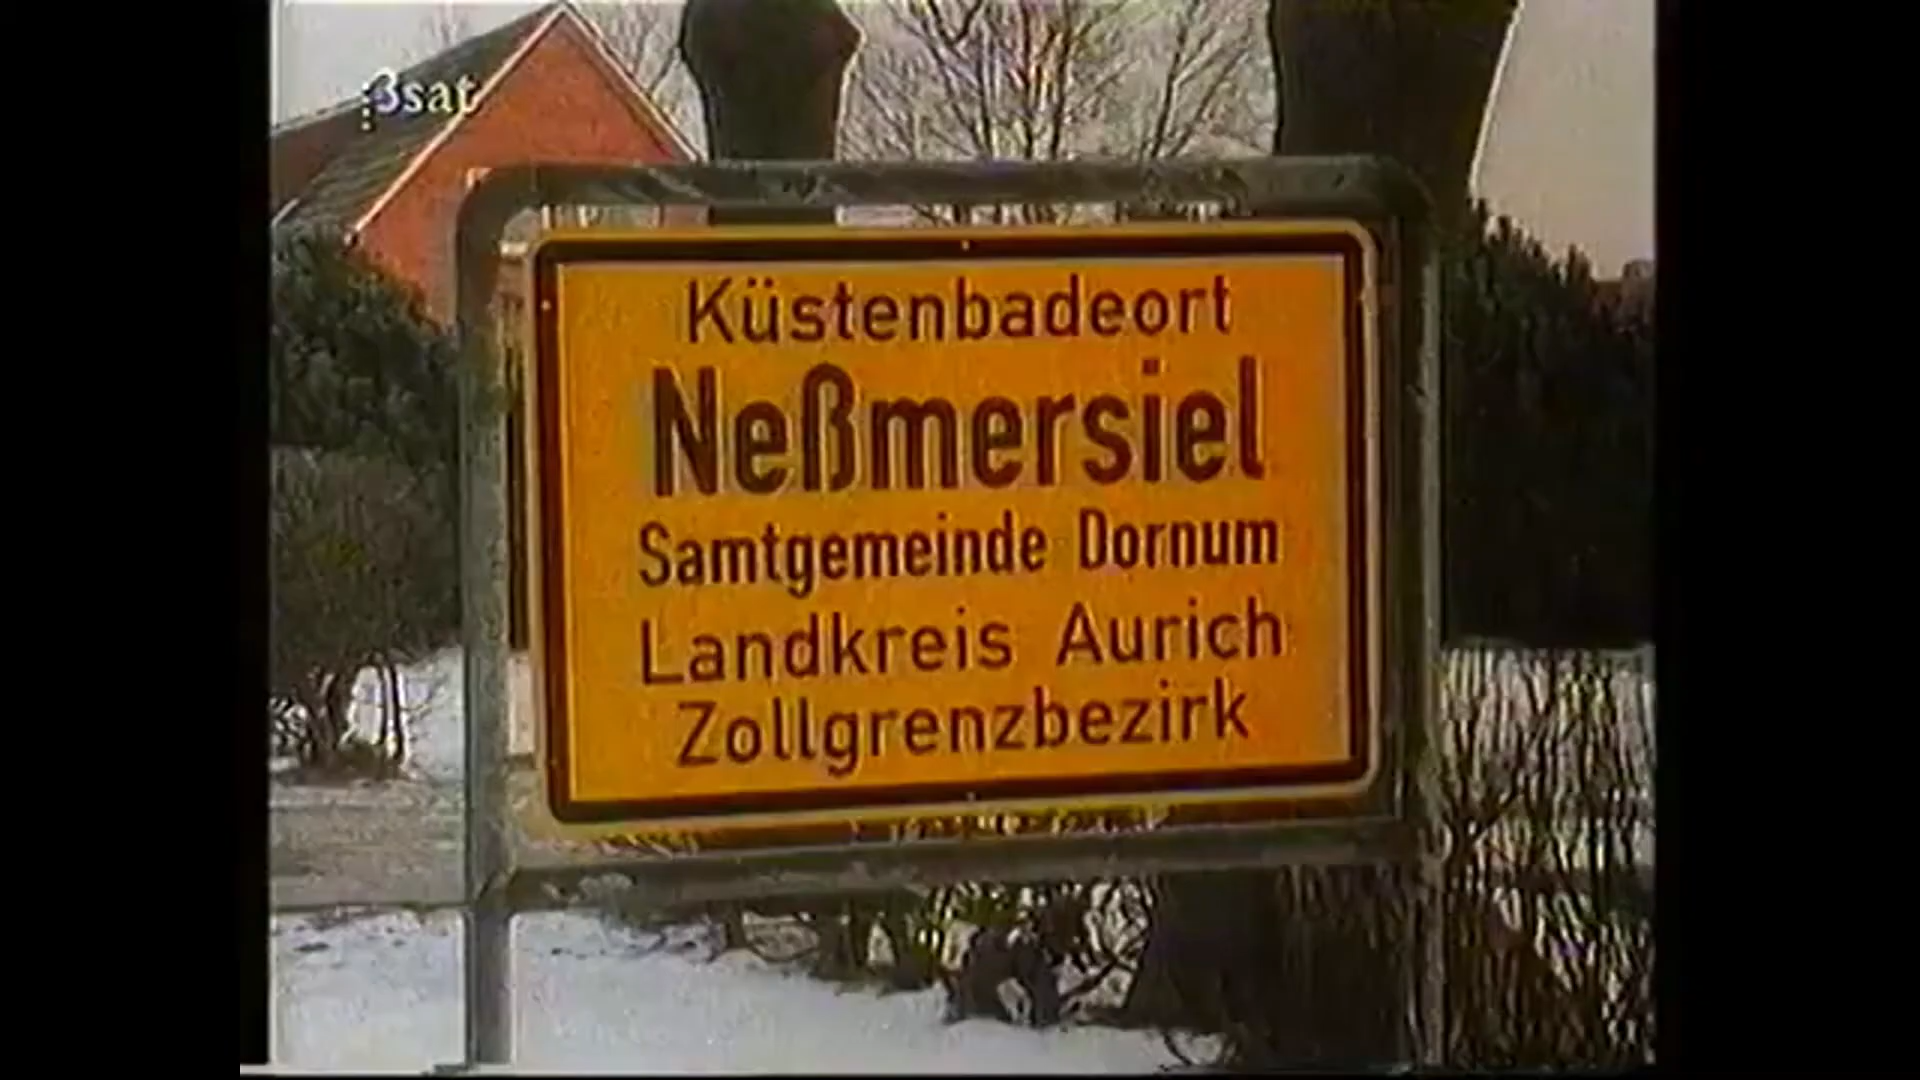 3sat
Küstenbadeort
Neßmersiel
Samtgemeinde Dornum
Landkreis Aurich
Zollgrenzbezirk